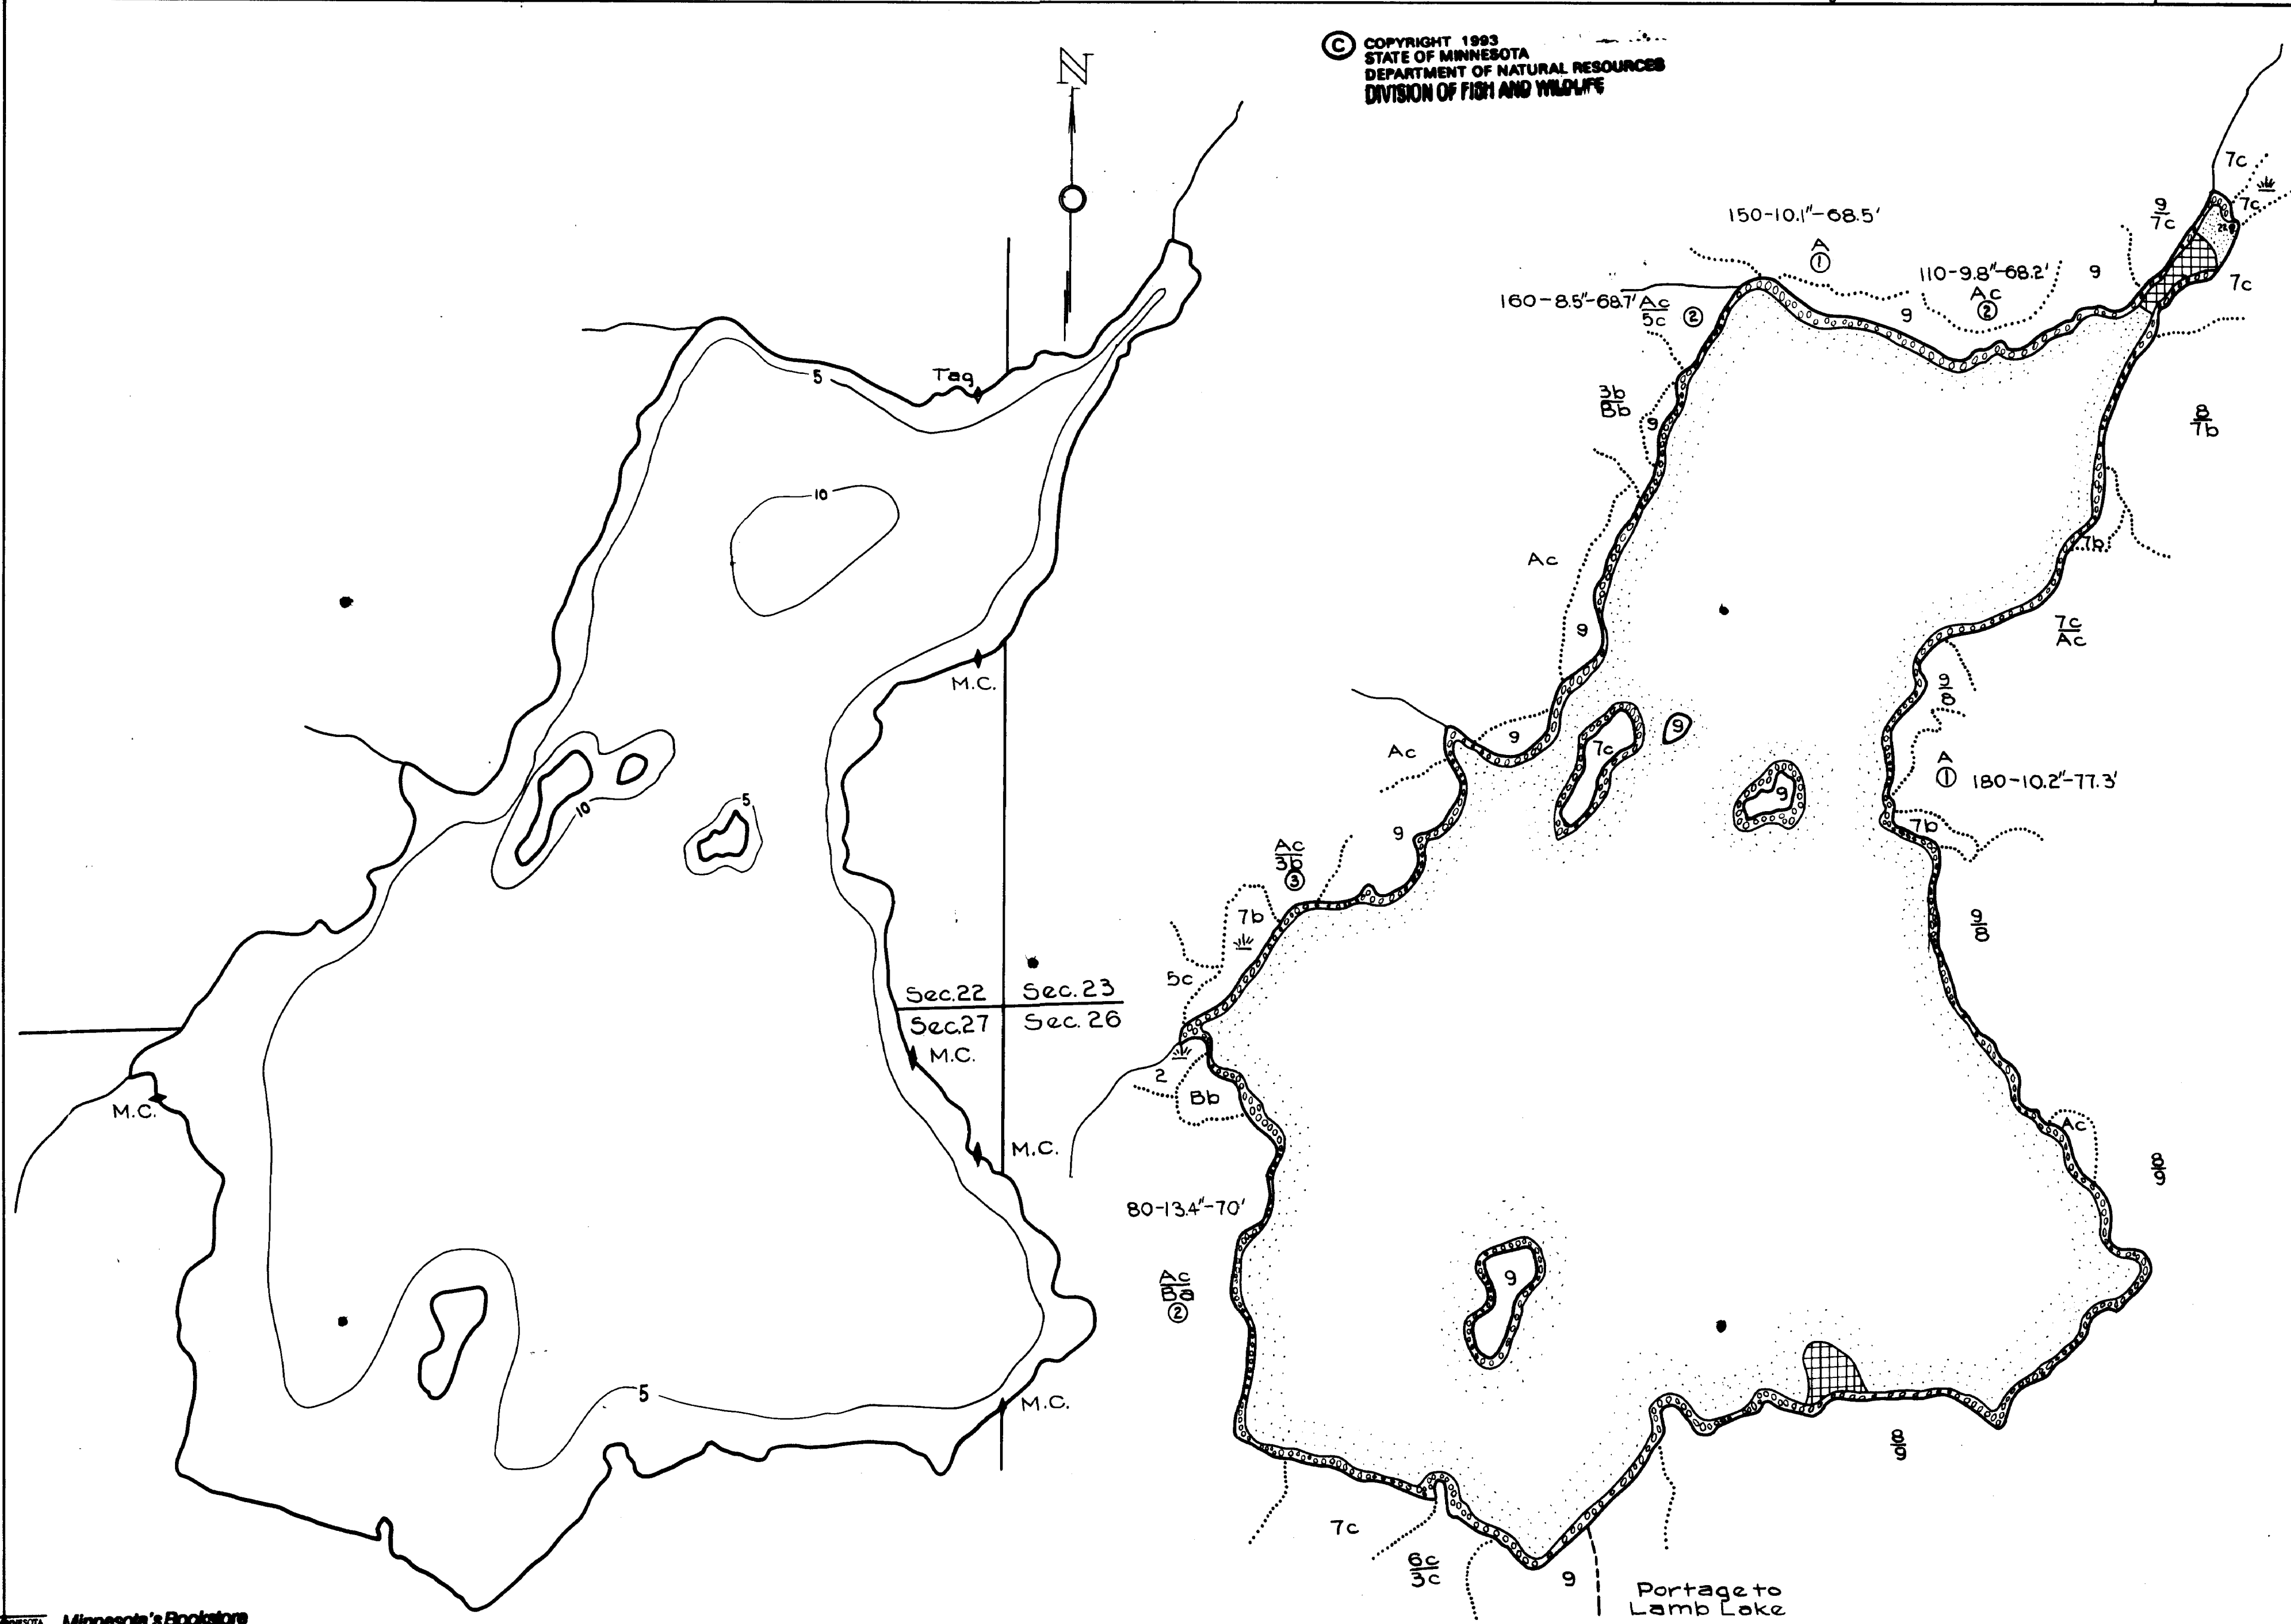 © COPYRIGHT 1993
STATE OF MINNESOTA
DEPARTMENT OF NATURAL RESOURCES
DIVISION OF FISH AND WILDLIFE
N
5
Tag
10
M.C.
10
5
Sec.22 Sec.23
Sec.27 Sec.26
M.C.
M.C.
M.C.
5
M.C.
Minnesota's Bookstore
7c
9
7c
7c
150-10.1"-68.5'
A
1
110-9.8"-68.2'
Ac
2
9
7c
160-8.5"-68.7'
Ac
5c
2
9
3b
Bb
9
8
7b
7b
Ac
9
7c
Ac
9
8
9
7c
9
Ac
9
A
1
180-10.2"-77.3'
7b
9
Ac
3b
3
7b
9
8
5c
2
Bb
Ac
8
9
80-13.4"-70'
Ac
Ba
2
9
8
9
7c
6c
3c
9
Portage to
Lamb Lake